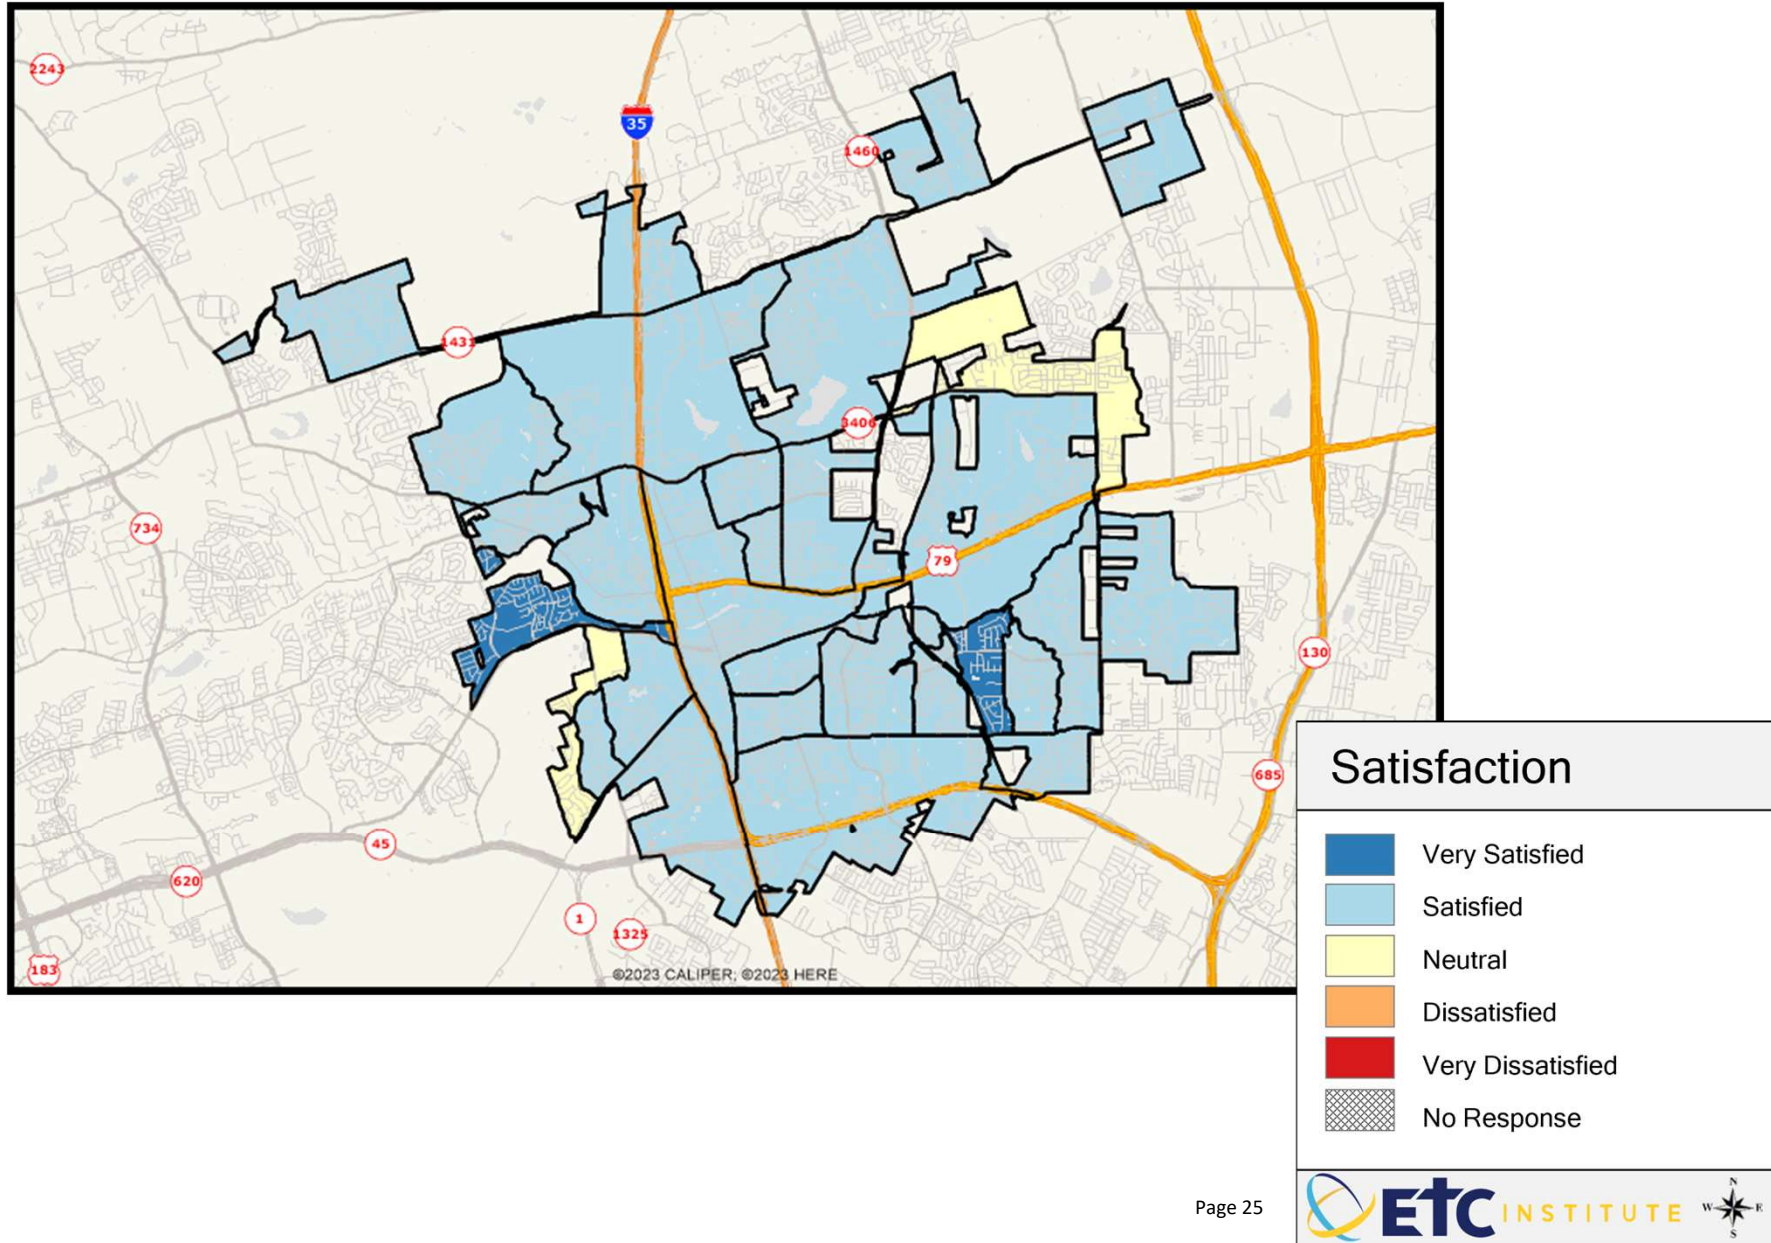 2243
35
1460
1431
3406
734
79
130
685
45
620
1
1325
183
©2023 CALIPER; ©2023 HERE
Satisfaction
Very Satisfied
Satisfied
Neutral
Dissatisfied
Very Dissatisfied
No Response
Page 25
ETC INSTITUTE
N
W E
S